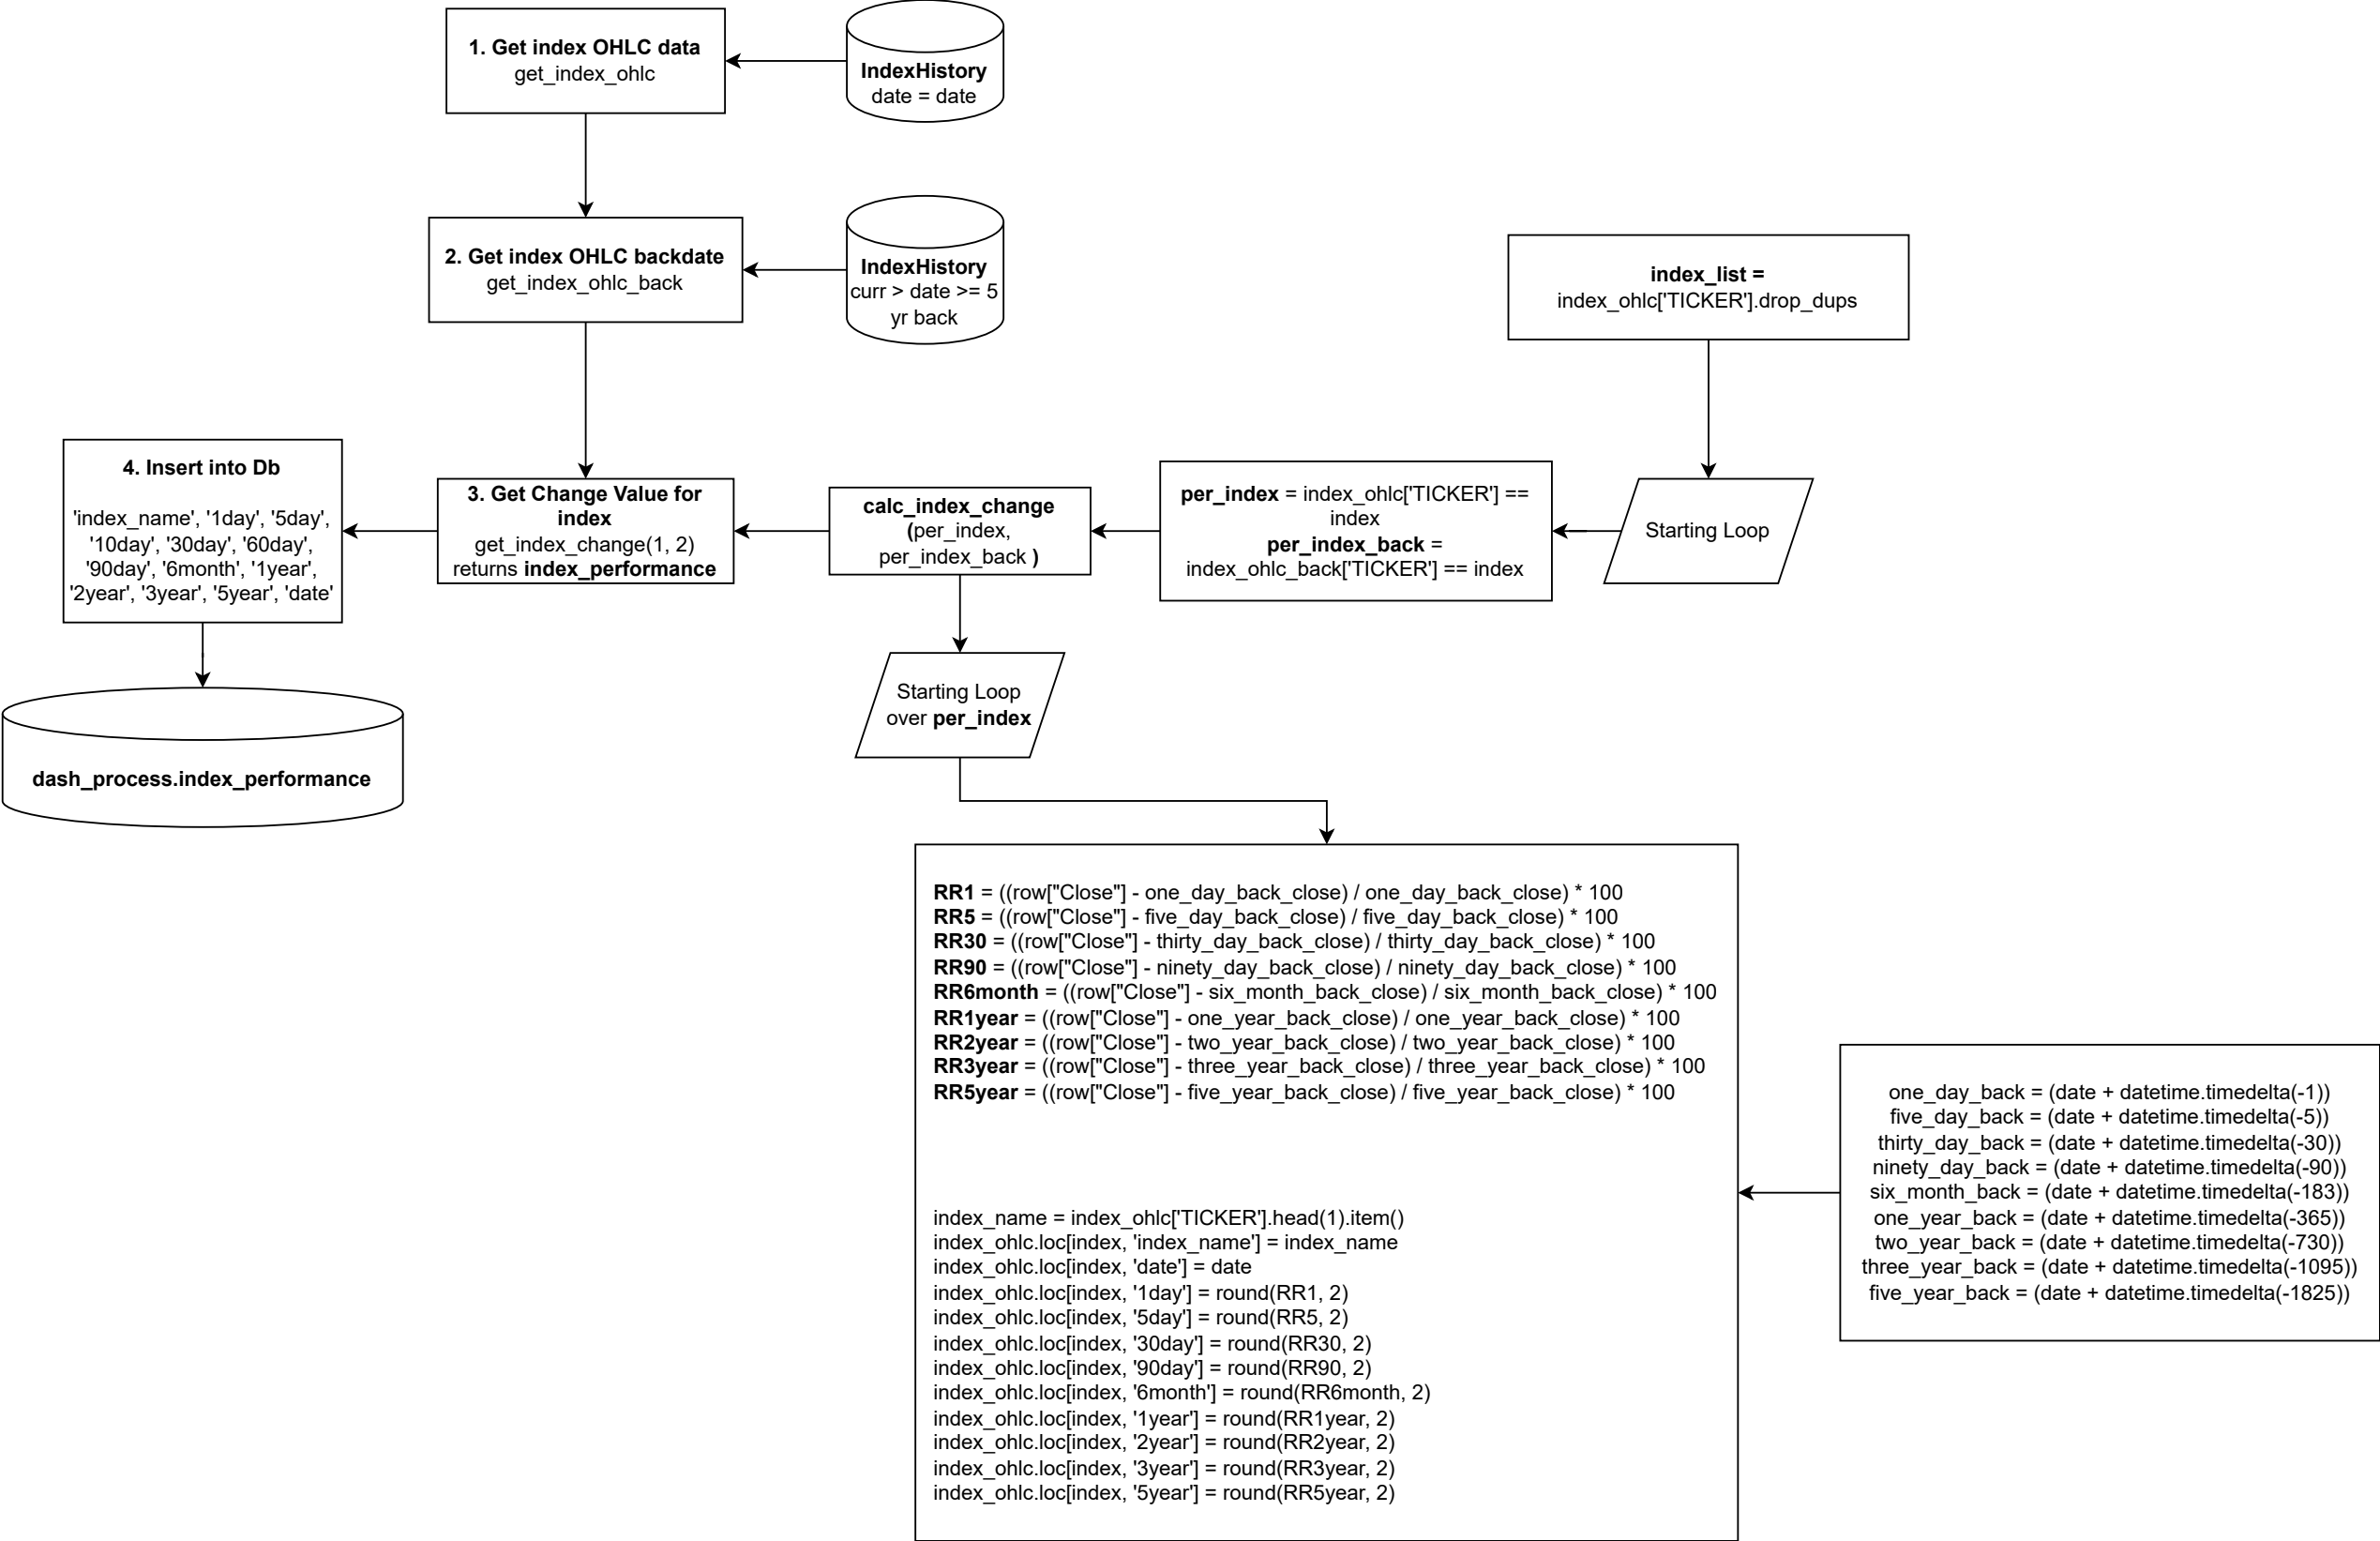 1. Get index OHLC data
get_index_ohlc
IndexHistory
date = date
2. Get index OHLC backdate
get_index_ohlc_back
IndexHistory
curr > date >= 5
yr back
index_list =
index_ohlc['TICKER'].drop_dups
4. Insert into Db
'index_name', '1day', '5day',
'10day', '30day', '60day',
'90day', '6month', '1year',
'2year', '3year', '5year', 'date'
3. Get Change Value for
index
get_index_change(1, 2)
returns index_performance
calc_index_change
(per_index,
per_index_back )
per_index = index_ohlc['TICKER'] ==
index
per_index_back =
index_ohlc_back['TICKER'] == index
Starting Loop
Starting Loop
over per_index
dash_process.index_performance
RR1 = ((row["Close"] - one_day_back_close) / one_day_back_close) * 100
RR5 = ((row["Close"] - five_day_back_close) / five_day_back_close) * 100
RR30 = ((row["Close"] - thirty_day_back_close) / thirty_day_back_close) * 100
RR90 = ((row["Close"] - ninety_day_back_close) / ninety_day_back_close) * 100
RR6month = ((row["Close"] - six_month_back_close) / six_month_back_close) * 100
RR1year = ((row["Close"] - one_year_back_close) / one_year_back_close) * 100
RR2year = ((row["Close"] - two_year_back_close) / two_year_back_close) * 100
RR3year = ((row["Close"] - three_year_back_close) / three_year_back_close) * 100
RR5year = ((row["Close"] - five_year_back_close) / five_year_back_close) * 100
index_name = index_ohlc['TICKER'].head(1).item()
index_ohlc.loc[index, 'index_name'] = index_name
index_ohlc.loc[index, 'date'] = date
index_ohlc.loc[index, '1day'] = round(RR1, 2)
index_ohlc.loc[index, '5day'] = round(RR5, 2)
index_ohlc.loc[index, '30day'] = round(RR30, 2)
index_ohlc.loc[index, '90day'] = round(RR90, 2)
index_ohlc.loc[index, '6month'] = round(RR6month, 2)
index_ohlc.loc[index, '1year'] = round(RR1year, 2)
index_ohlc.loc[index, '2year'] = round(RR2year, 2)
index_ohlc.loc[index, '3year'] = round(RR3year, 2)
index_ohlc.loc[index, '5year'] = round(RR5year, 2)
one_day_back = (date + datetime.timedelta(-1))
five_day_back = (date + datetime.timedelta(-5))
thirty_day_back = (date + datetime.timedelta(-30))
ninety_day_back = (date + datetime.timedelta(-90))
six_month_back = (date + datetime.timedelta(-183))
one_year_back = (date + datetime.timedelta(-365))
two_year_back = (date + datetime.timedelta(-730))
three_year_back = (date + datetime.timedelta(-1095))
five_year_back = (date + datetime.timedelta(-1825))